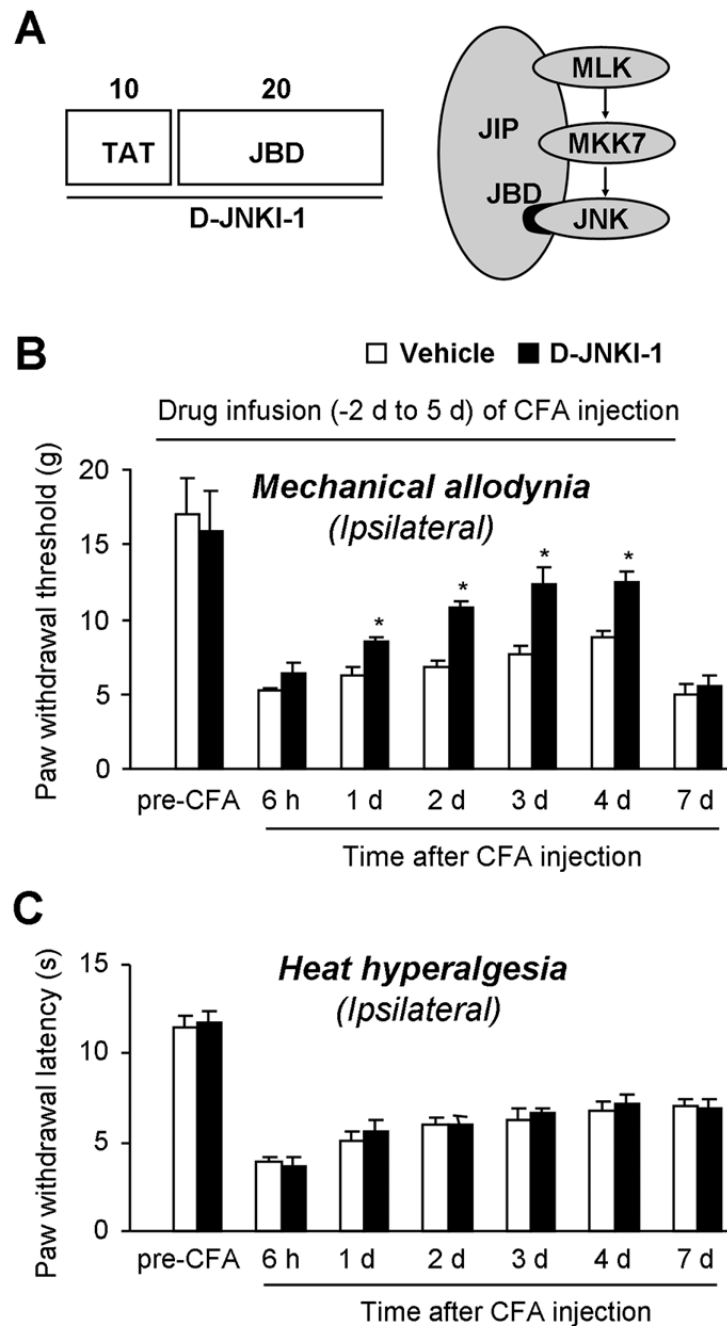 A
10 20
TAT JBD
D-JNKI-1
MLK
JIP
MKK7
JBD
JNK
B
Vehicle D-JNKI-1
Drug infusion (-2 d to 5 d) of CFA injection
Mechanical allodynia
(Ipsilateral)
Paw withdrawal threshold (g)
20
15
10
5
0
* * * *
pre-CFA 6 h 1 d 2 d 3 d 4 d 7 d
Time after CFA injection
C
Heat hyperalgesia
(Ipsilateral)
Paw withdrawal latency (s)
15
10
5
0
pre-CFA 6 h 1 d 2 d 3 d 4 d 7 d
Time after CFA injection